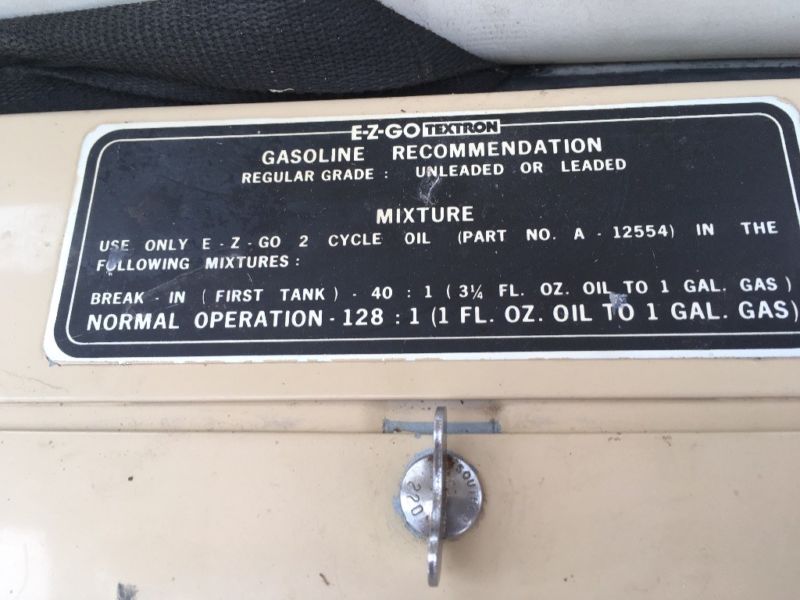 E-Z-GO TEXTRON
GASOLINE RECOMMENDATION
REGULAR GRADE : UNLEADED OR LEADED
MIXTURE
USE ONLY E - Z - GO 2 CYCLE OIL (PART NO. A - 12554) IN THE
FOLLOWING MIXTURES :
BREAK - IN ( FIRST TANK ) - 40 : 1 ( 3¼ FL. OZ. OIL TO 1 GAL. GAS )
NORMAL OPERATION - 128 : 1 (1 FL. OZ. OIL TO 1 GAL. GAS)